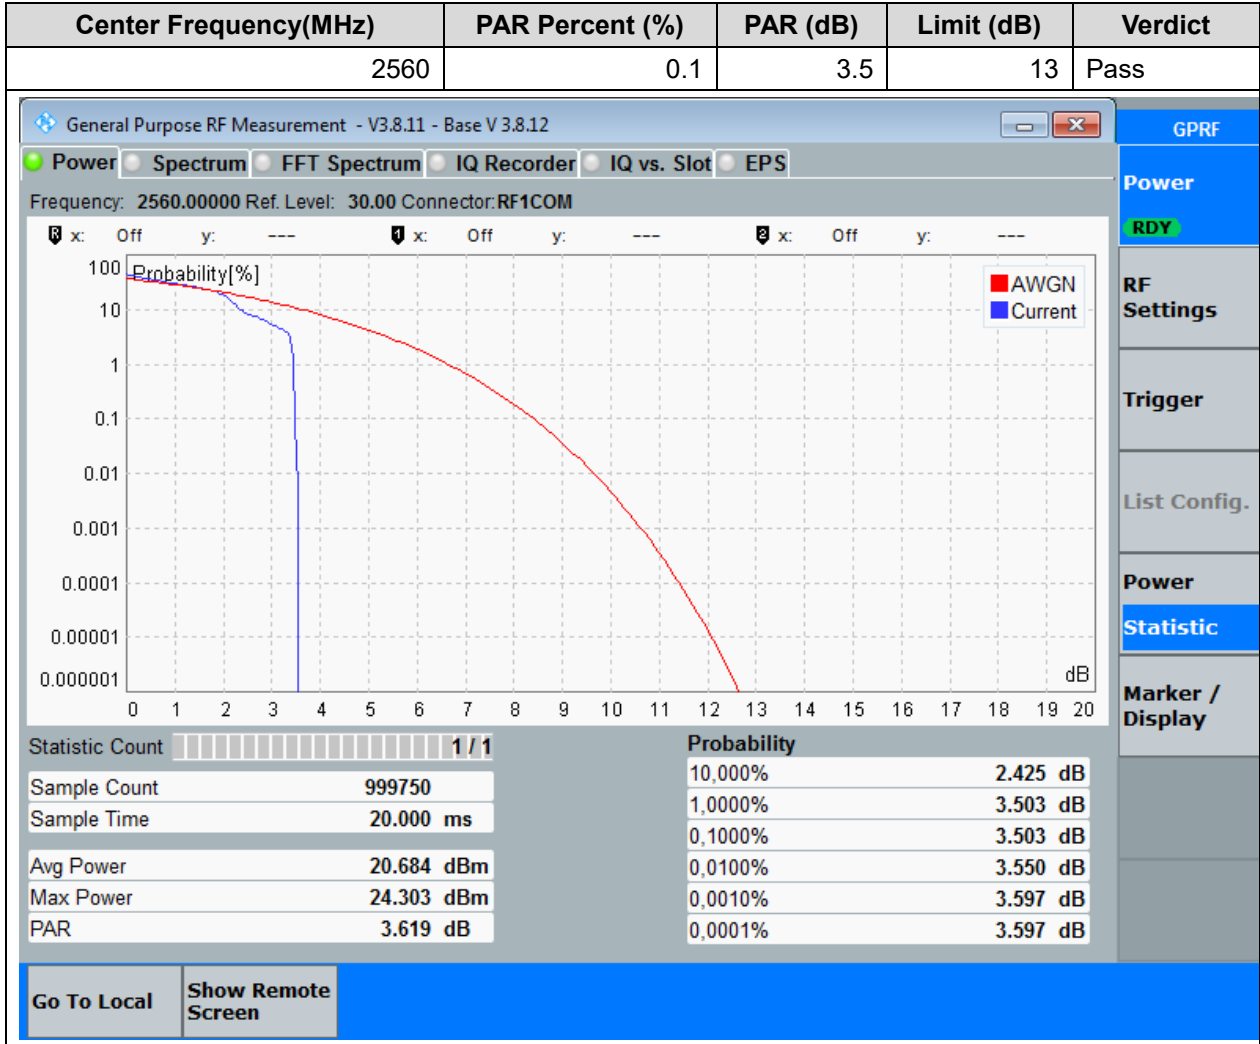 Center Frequency(MHz) PAR Percent (%) PAR (dB) Limit (dB) Verdict
2560 0.1 3.5 13 Pass
General Purpose RF Measurement - V3.8.11 - Base V 3.8.12
GPRF
Power Spectrum FFT Spectrum IQ Recorder IQ vs. Slot EPS
Frequency: 2560.00000 Ref. Level: 30.00 Connector: RF1COM
R x: Off y: --- 1 x: Off y: --- 2 x: Off y: ---
Probability[%]
AWGN
Current
100
10
1
0.1
0.01
0.001
0.0001
0.00001
0.000001
dB
0 1 2 3 4 5 6 7 8 9 10 11 12 13 14 15 16 17 18 19 20
Statistic Count 1 / 1
Sample Count 999750
Sample Time 20.000 ms
Avg Power 20.684 dBm
Max Power 24.303 dBm
PAR 3.619 dB
Probability
10,000% 2.425 dB
1,0000% 3.503 dB
0,1000% 3.503 dB
0,0100% 3.550 dB
0,0010% 3.597 dB
0,0001% 3.597 dB
Power
RDY
RF
Settings
Trigger
List Config.
Power
Statistic
Marker /
Display
Go To Local
Show Remote
Screen